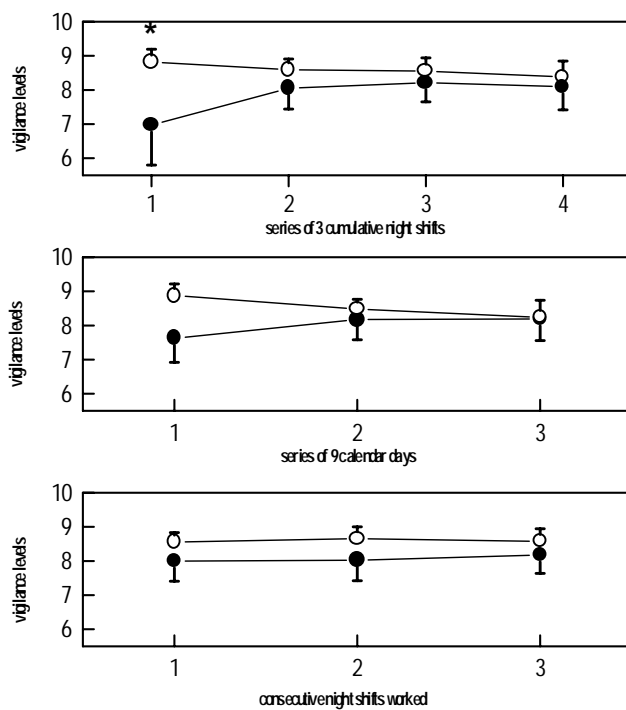 *
10
9
8
7
6
vigilance levels
1 2 3 4
series of 3 cumulative night shifts
10
9
8
7
6
vigilance levels
1 2 3
series of 9 calendar days
10
9
8
7
6
vigilance levels
1 2 3
consecutive night shifts worked